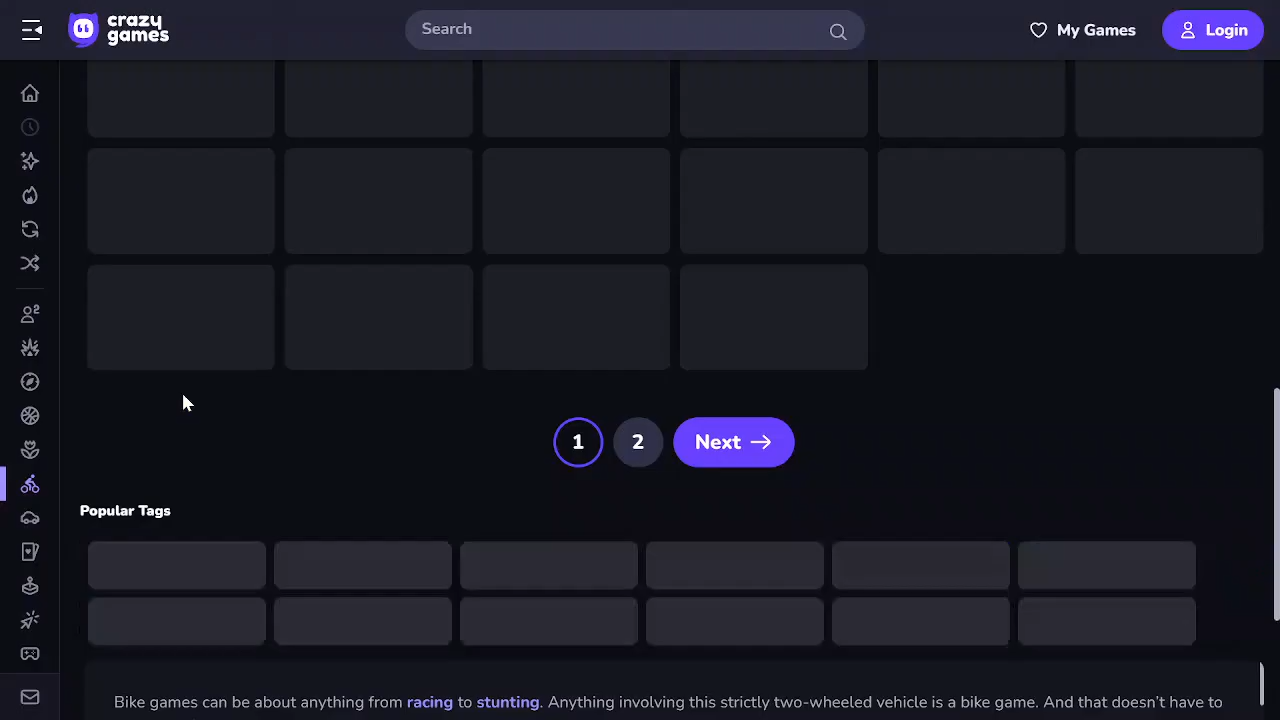 crazy
games
Search
My Games
Login
1
2
Next
Popular Tags
Bike games can be about anything from racing to stunting. Anything involving this strictly two-wheeled vehicle is a bike game. And that doesn't have to